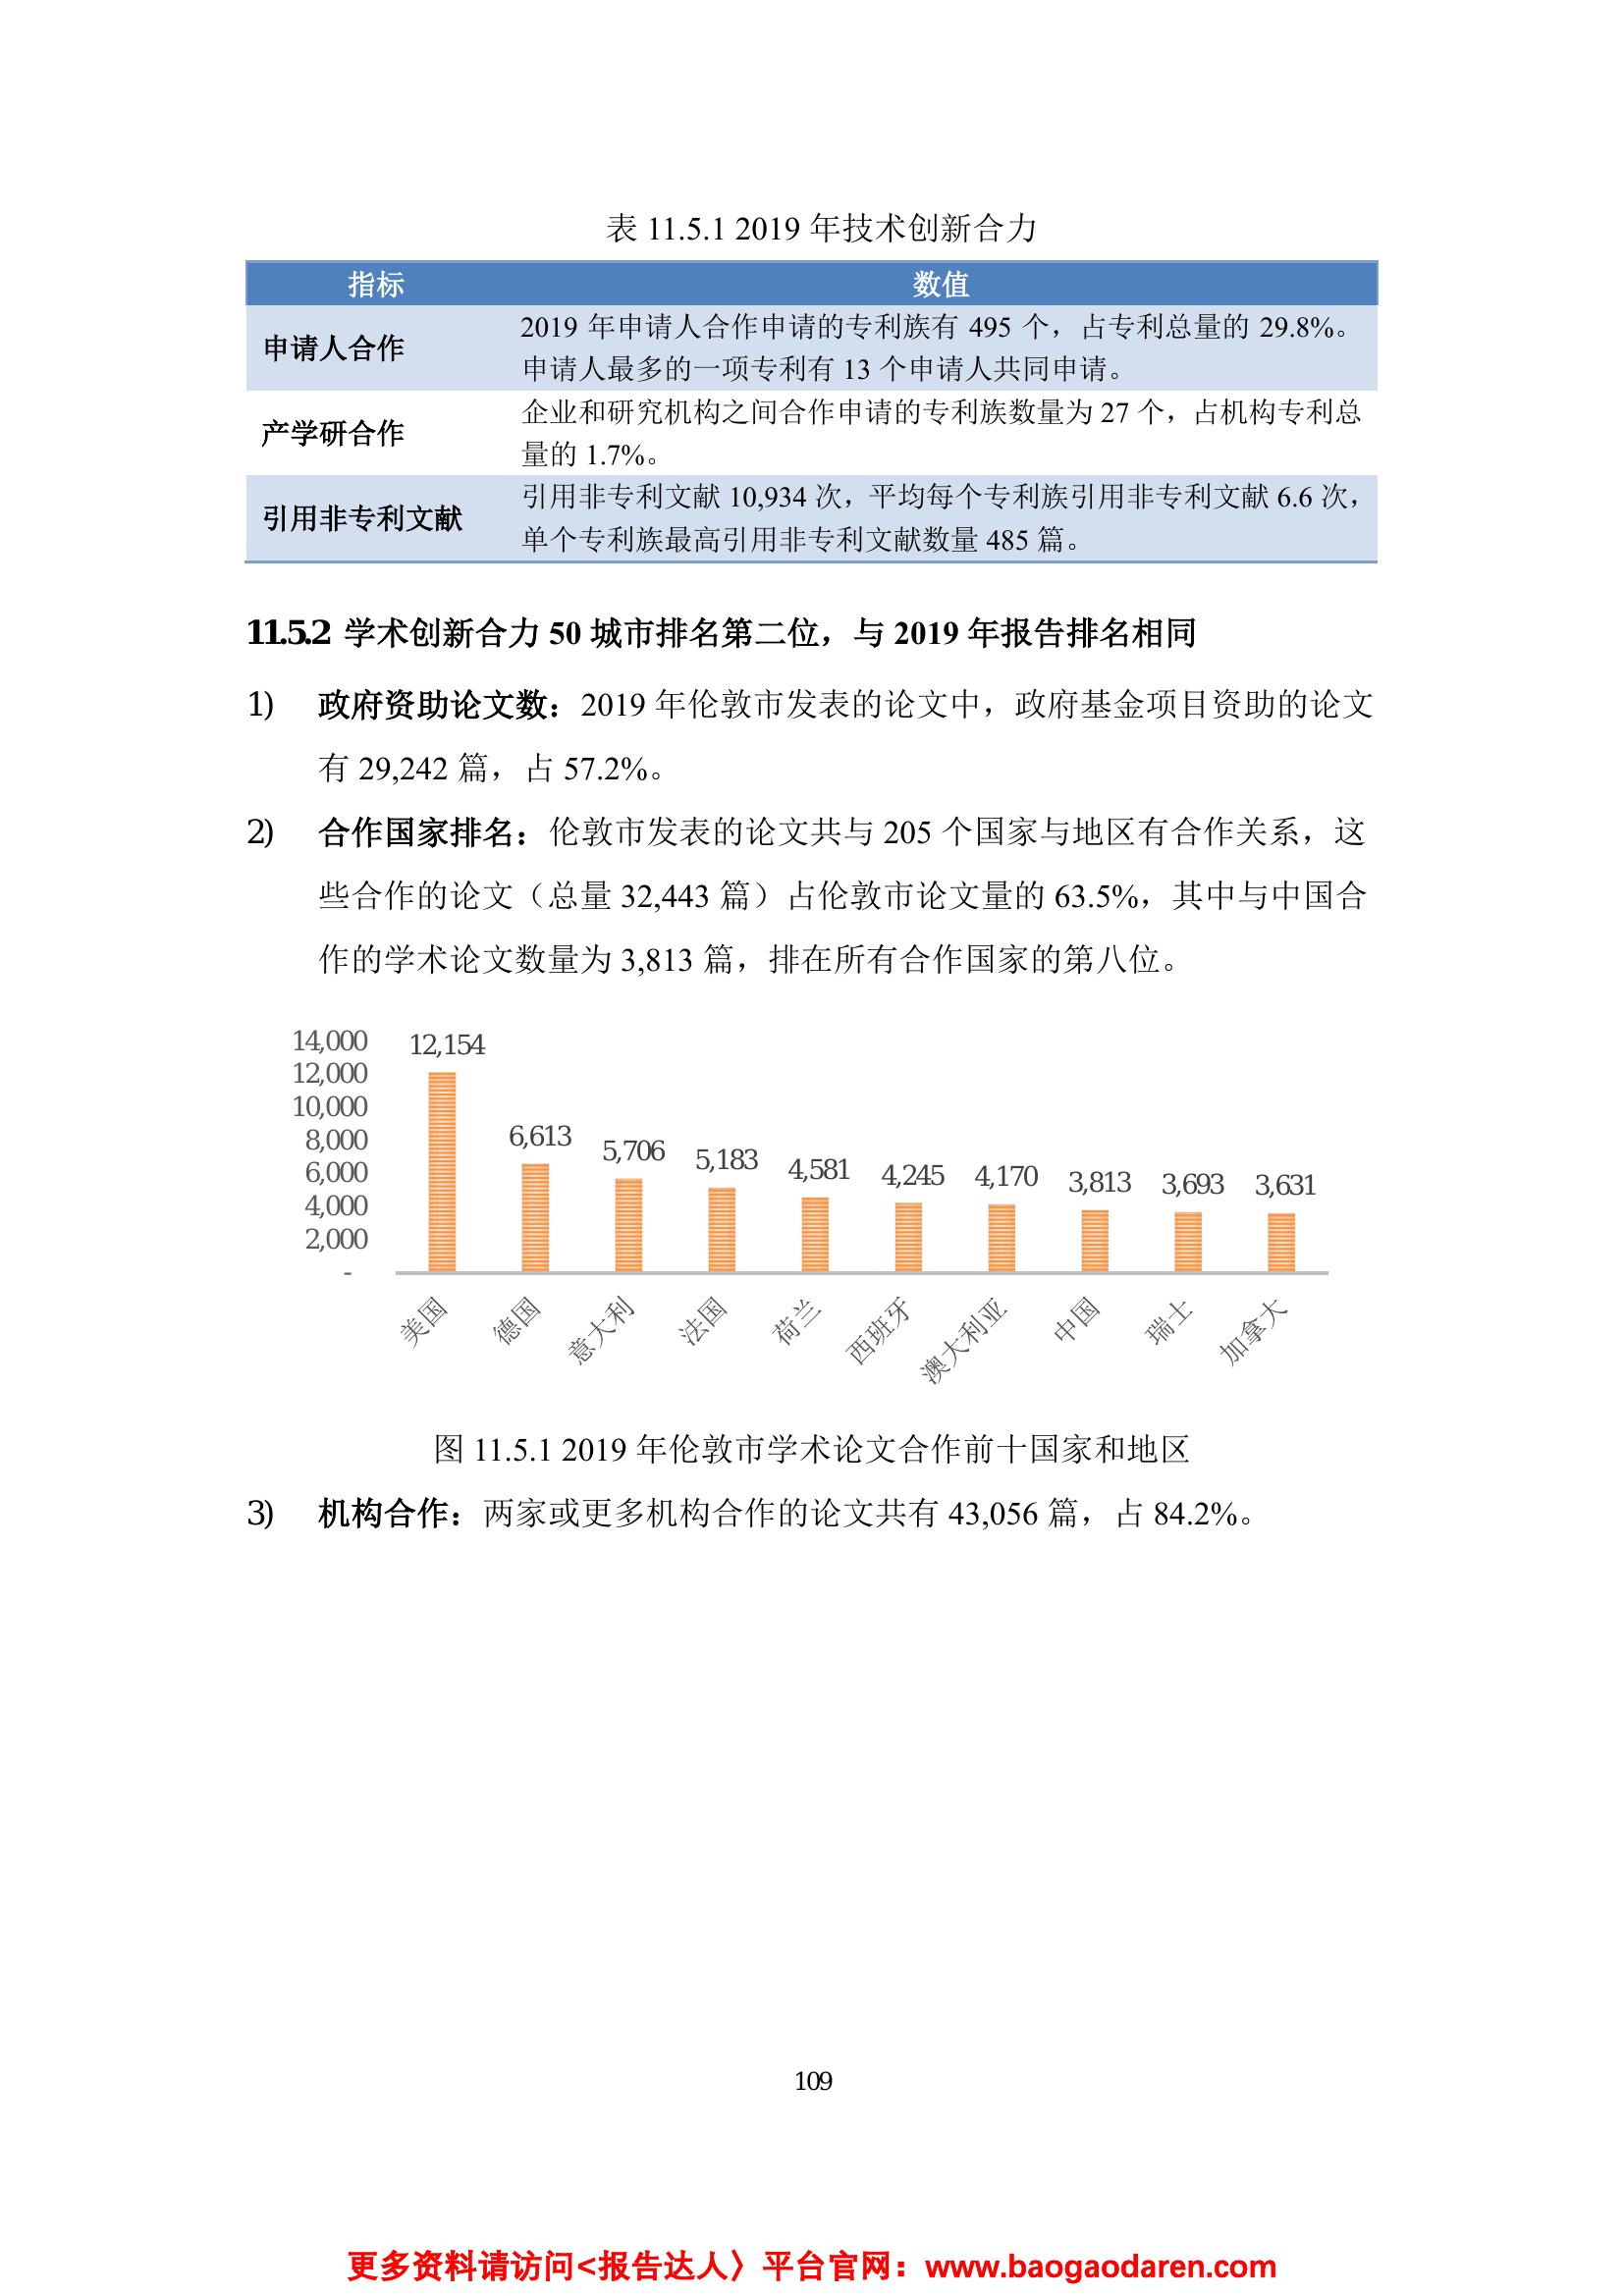 表 11.5.1 2019 年技术创新合力
指标 数值
申请人合作 2019 年申请人合作申请的专利族有 495 个，占专利总量的 29.8%。
申请人最多的一项专利有 13 个申请人共同申请。
产学研合作 企业和研究机构之间合作申请的专利族数量为 27 个，占机构专利总
量的 1.7%。
引用非专利文献 引用非专利文献 10,934 次，平均每个专利族引用非专利文献 6.6 次，
单个专利族最高引用非专利文献数量 485 篇。
11.5.2 学术创新合力 50 城市排名第二位，与 2019 年报告排名相同
1) 政府资助论文数：2019 年伦敦市发表的论文中，政府基金项目资助的论文
有 29,242 篇，占 57.2%。
2) 合作国家排名：伦敦市发表的论文共与 205 个国家与地区有合作关系，这
些合作的论文（总量 32,443 篇）占伦敦市论文量的 63.5%，其中与中国合
作的学术论文数量为 3,813 篇，排在所有合作国家的第八位。
14,000
12,000
10,000
8,000
6,000
4,000
2,000
-
12,154 6,613 5,706 5,183 4,581 4,245 4,170 3,813 3,693 3,631
美国 德国 意大利 法国 荷兰 西班牙 澳大利亚 中国 瑞士 加拿大
图 11.5.1 2019 年伦敦市学术论文合作前十国家和地区
3) 机构合作：两家或更多机构合作的论文共有 43,056 篇，占 84.2%。
109
更多资料请访问<报告达人〉平台官网：www.baogaodaren.com